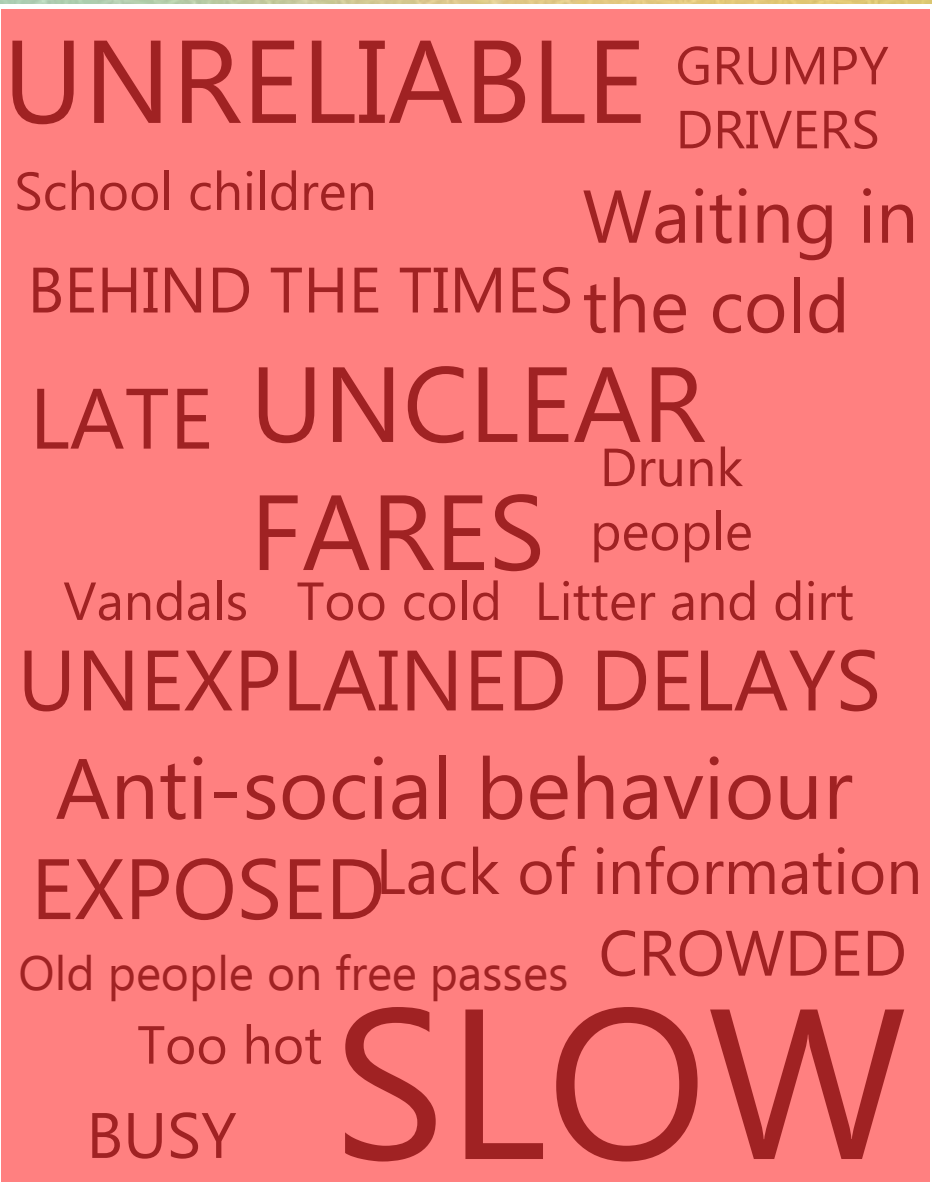 UNRELIABLE
GRUMPY
DRIVERS
School children
Waiting in
the cold
BEHIND THE TIMES
LATE
UNCLEAR
FARES
Drunk
people
Vandals
Too cold
Litter and dirt
UNEXPLAINED DELAYS
Anti-social behaviour
EXPOSED
Lack of information
CROWDED
Old people on free passes
Too hot
SLOW
BUSY